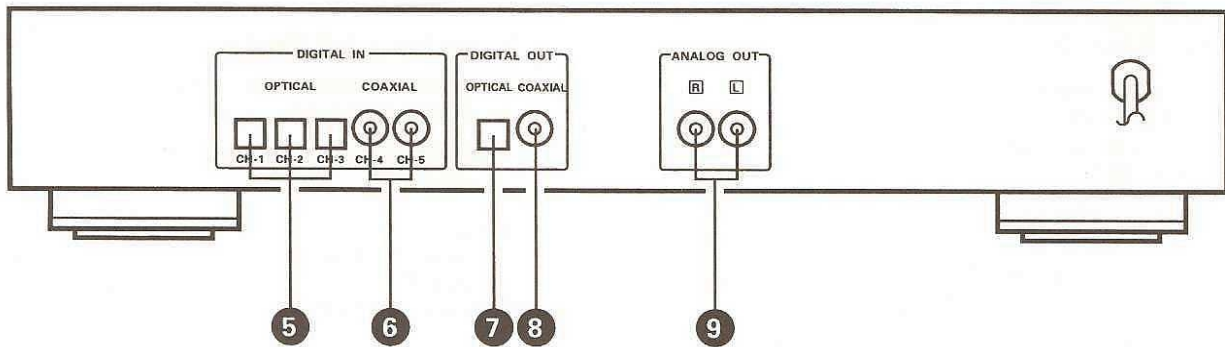 DIGITAL IN
OPTICAL COAXIAL
CH-1 CH-2 CH-3 CH-4 CH-5
DIGITAL OUT
OPTICAL COAXIAL
ANALOG OUT
R L
5 6 7 8 9